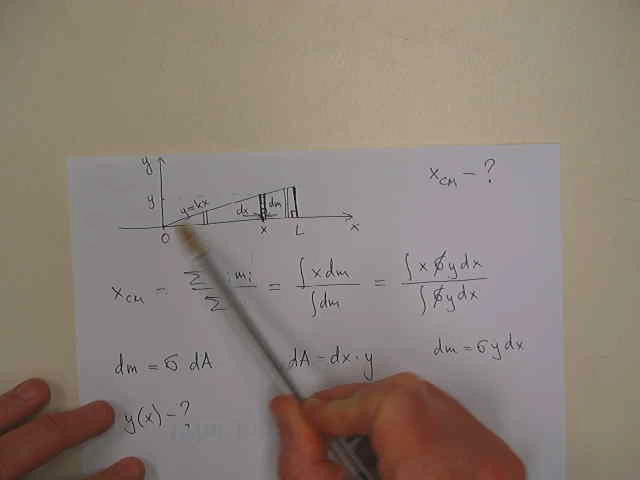 y
x_CM - ?
y
y=kx
dx
dm
0
x
L
x
x_CM = ∑ m_i / ∑ = ∫ x dm / ∫ dm = ∫ x σ y dx / ∫ σ y dx
dm = σ dA
dA = dx · y
dm = σ y dx
y(x) - ?